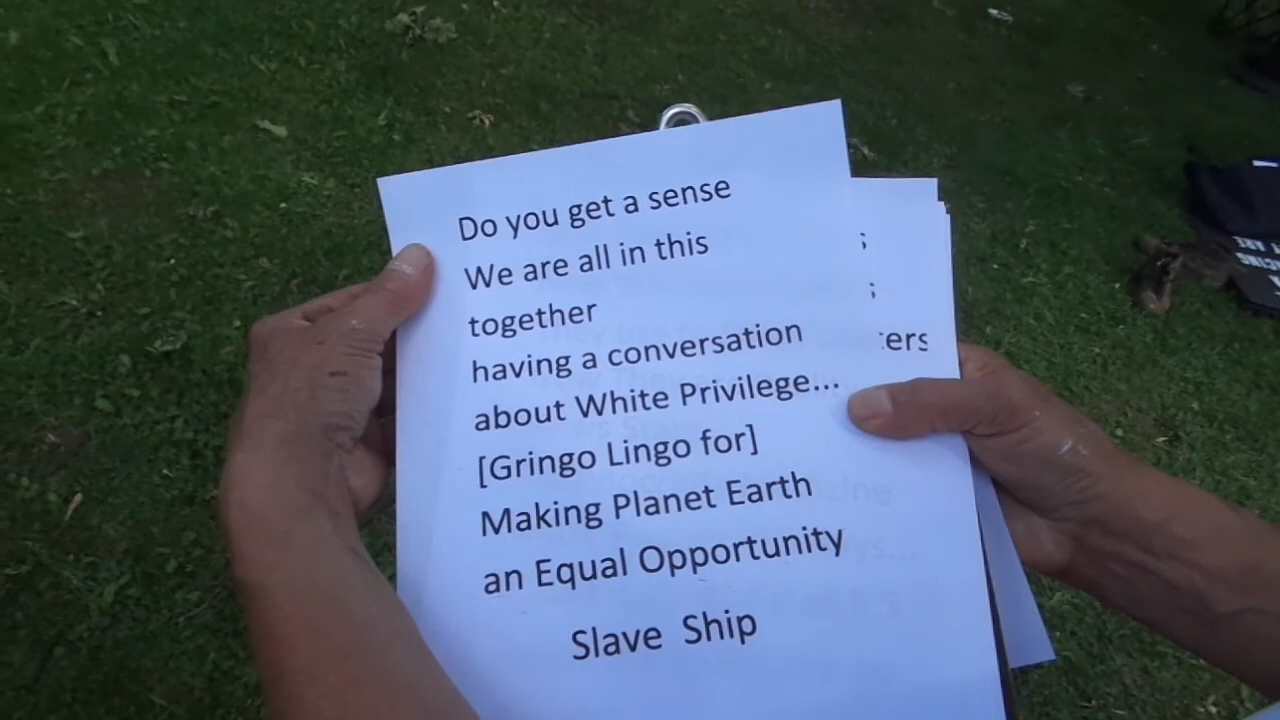 Do you get a sense
We are all in this
together
having a conversation
about White Privilege...
[Gringo Lingo for]
Making Planet Earth
an Equal Opportunity
Slave Ship
ers